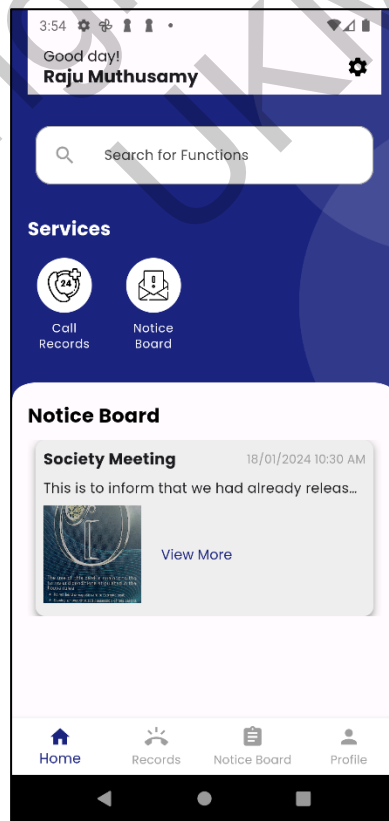 3:54
Good day!
Raju Muthusamy
Search for Functions
Services
Call
Records
Notice
Board
Notice Board
Society Meeting
18/01/2024 10:30 AM
This is to inform that we had already releas...
View More
Home
Records
Notice Board
Profile